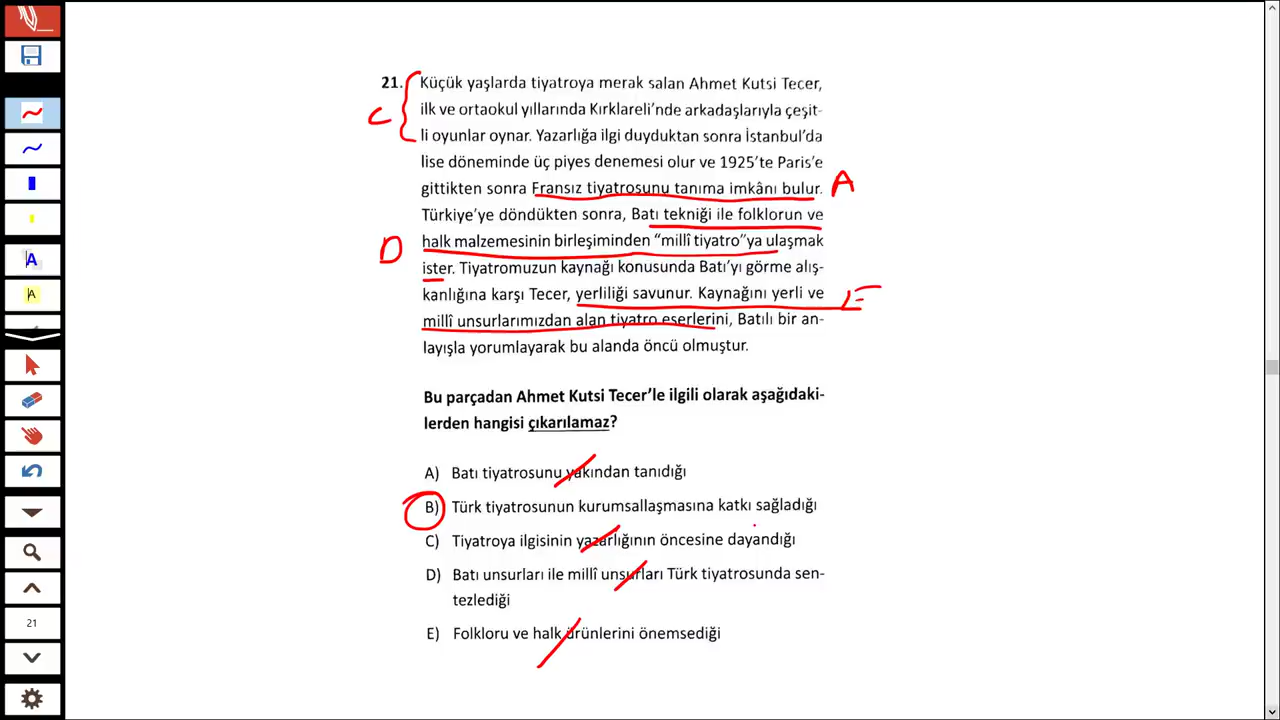 21. Küçük yaşlarda tiyatroya merak salan Ahmet Kutsi Tecer,
C ilk ve ortaokul yıllarında Kırklareli’nde arkadaşlarıyla çeşit-
li oyunlar oynar. Yazarlığa ilgi duyduktan sonra İstanbul’da
lise döneminde üç piyes denemesi olur ve 1925’te Paris’e
gittikten sonra Fransız tiyatrosunu tanıma imkânı bulur. A
Türkiye’ye döndükten sonra, Batı tekniği ile folklorun ve
D halk malzemesinin birleşiminden “millî tiyatro”ya ulaşmak
ister. Tiyatromuzun kaynağı konusunda Batı’yı görme alış-
kanlığına karşı Tecer, yerliliği savunur. Kaynağını yerli ve E
millî unsurlarımızdan alan tiyatro eserlerini, Batılı bir an-
layışla yorumlayarak bu alanda öncü olmuştur.
Bu parçadan Ahmet Kutsi Tecer’le ilgili olarak aşağıdaki-
lerden hangisi çıkarılamaz?
A) Batı tiyatrosunu yakından tanıdığı
B) Türk tiyatrosunun kurumsallaşmasına katkı sağladığı
C) Tiyatroya ilgisinin yazarlığının öncesine dayandığı
D) Batı unsurları ile millî unsurları Türk tiyatrosunda sen-
tezlediği
E) Folkloru ve halk ürünlerini önemsediği
A
A
21